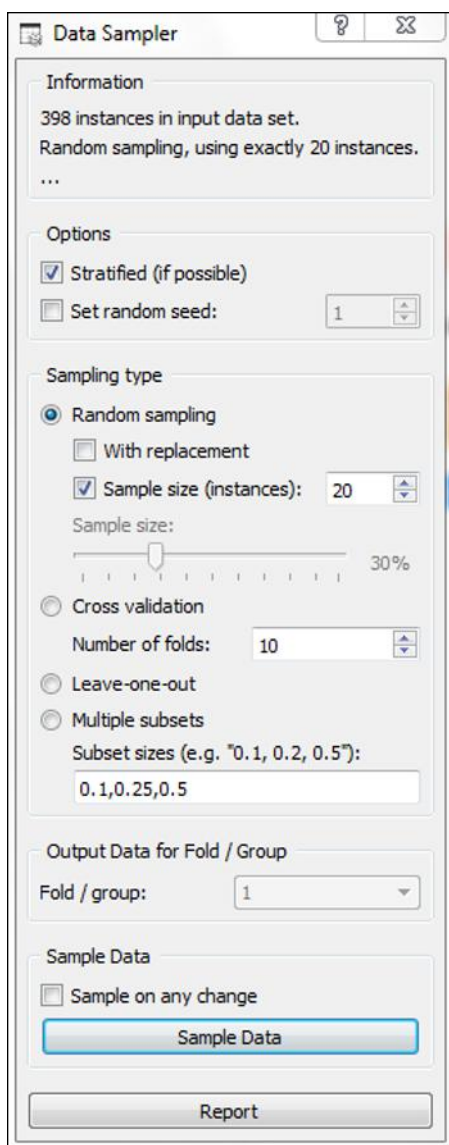 Data Sampler
Information
398 instances in input data set.
Random sampling, using exactly 20 instances.
...
Options
Stratified (if possible)
Set random seed: 1
Sampling type
Random sampling
With replacement
Sample size (instances): 20
Sample size:
30%
Cross validation
Number of folds: 10
Leave-one-out
Multiple subsets
Subset sizes (e.g. "0.1, 0.2, 0.5"):
0.1,0.25,0.5
Output Data for Fold / Group
Fold / group: 1
Sample Data
Sample on any change
Sample Data
Report